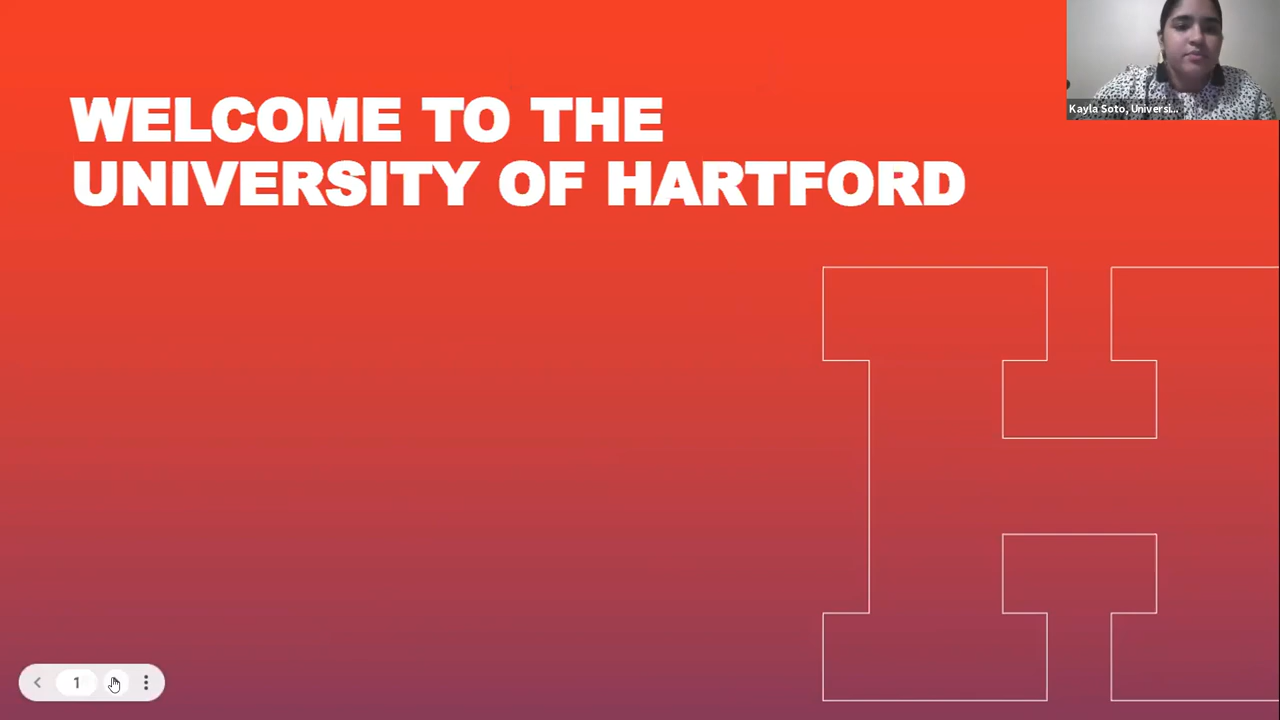 WELCOME TO THE
UNIVERSITY OF HARTFORD
Kayla Soto, Universi...
H
1